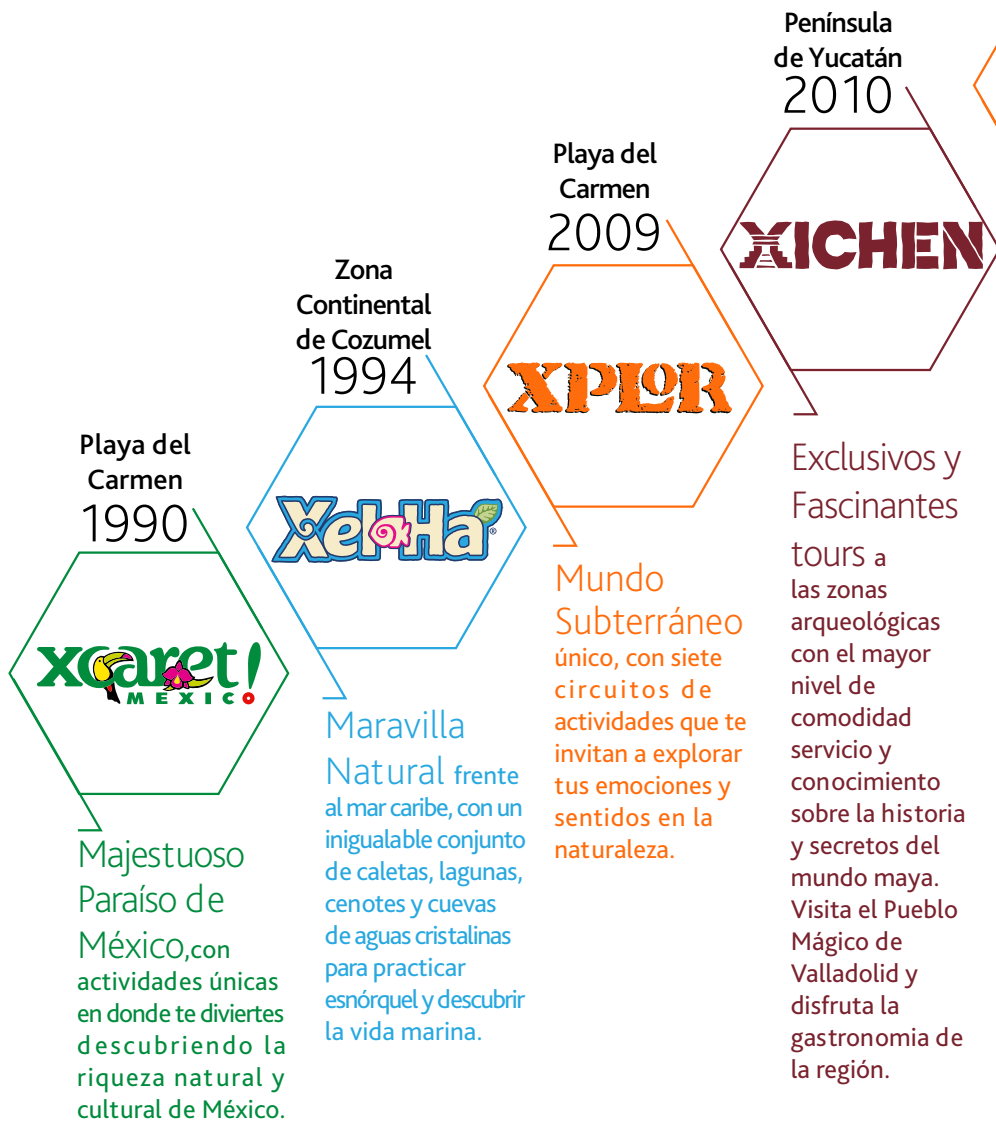 Playa del
Carmen
1990
xcaret!
MEXICO
Majestuoso
Paraíso de
México,con
actividades únicas
en donde te diviertes
descubriendo la
riqueza natural y
cultural de México.
Zona
Continental
de Cozumel
1994
Xel-Ha®
Maravilla
Natural frente
al mar caribe, con un
inigualable conjunto
de caletas, lagunas,
cenotes y cuevas
de aguas cristalinas
para practicar
esnórquel y descubrir
la vida marina.
Playa del
Carmen
2009
XPLOR
Mundo
Subterráneo
único, con siete
circuitos de
actividades que te
invitan a explorar
tus emociones y
sentidos en la
naturaleza.
Península
de Yucatán
2010
XICHEN
Exclusivos y
Fascinantes
tours a
las zonas
arqueológicas
con el mayor
nivel de
comodidad
servicio y
conocimiento
sobre la historia
y secretos del
mundo maya.
Visita el Pueblo
Mágico de
Valladolid y
disfruta la
gastronomia de
la región.